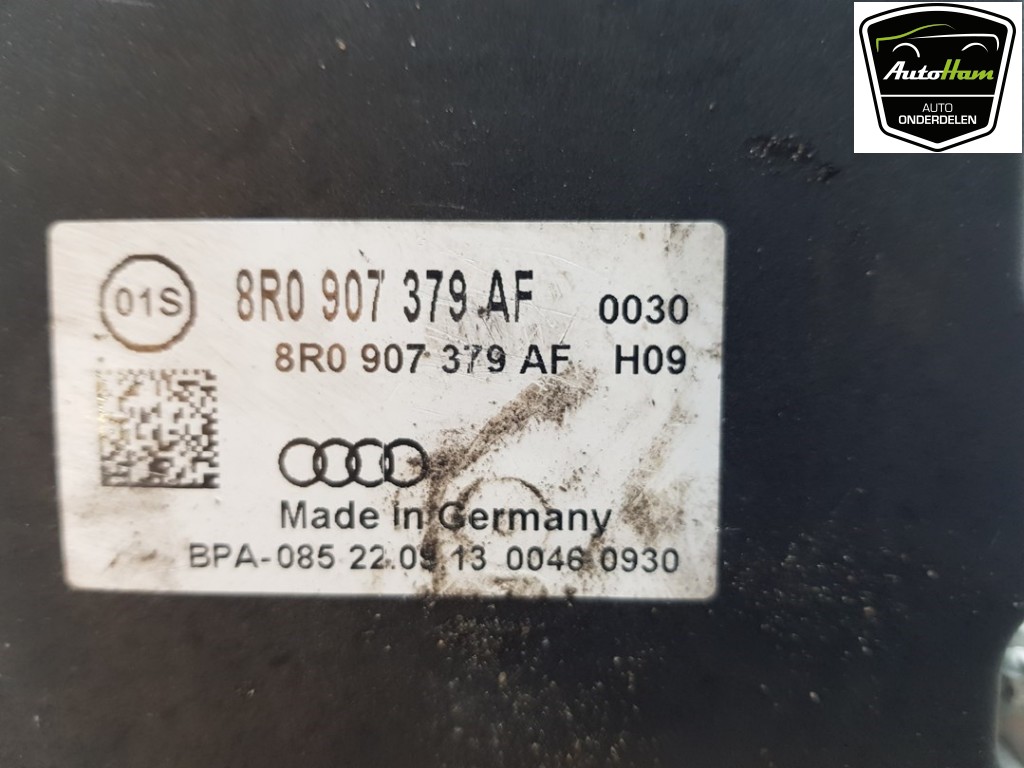 AutoHam
AUTO
ONDERDELEN
01S
8R0 907 379 AF 0030
8R0 907 379 AF H09
Made in Germany
BPA-085 22.09 13 0046 0930